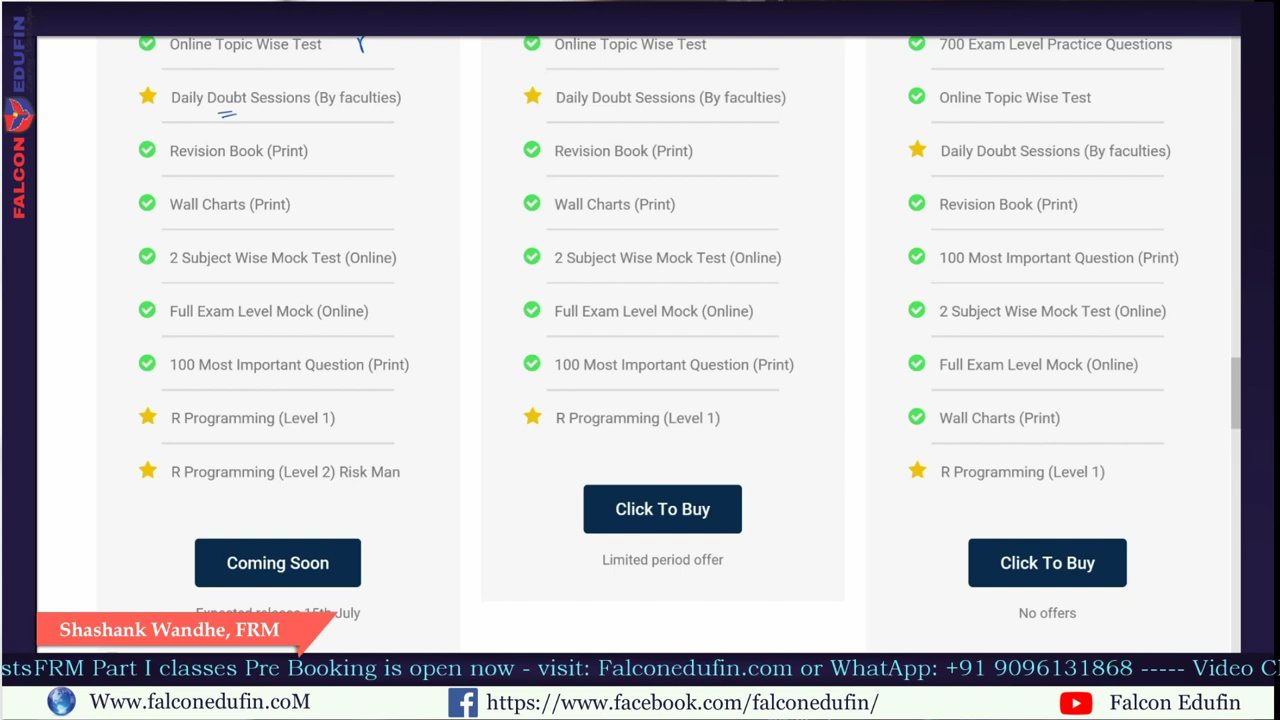 FALCON EDUFIN
Online Topic Wise Test
Daily Doubt Sessions (By faculties)
Revision Book (Print)
Wall Charts (Print)
2 Subject Wise Mock Test (Online)
Full Exam Level Mock (Online)
100 Most Important Question (Print)
R Programming (Level 1)
R Programming (Level 2) Risk Man
Coming Soon
Expected release 15th July
Online Topic Wise Test
Daily Doubt Sessions (By faculties)
Revision Book (Print)
Wall Charts (Print)
2 Subject Wise Mock Test (Online)
Full Exam Level Mock (Online)
100 Most Important Question (Print)
R Programming (Level 1)
Click To Buy
Limited period offer
700 Exam Level Practice Questions
Online Topic Wise Test
Daily Doubt Sessions (By faculties)
Revision Book (Print)
100 Most Important Question (Print)
2 Subject Wise Mock Test (Online)
Full Exam Level Mock (Online)
Wall Charts (Print)
R Programming (Level 1)
Click To Buy
No offers
Shashank Wandhe, FRM
stsFRM Part I classes Pre Booking is open now - visit: Falconedufin.com or WhatApp: +91 9096131868 ----- Video C
Www.falconedufin.coM
https://www.facebook.com/falconedufin/
Falcon Edufin